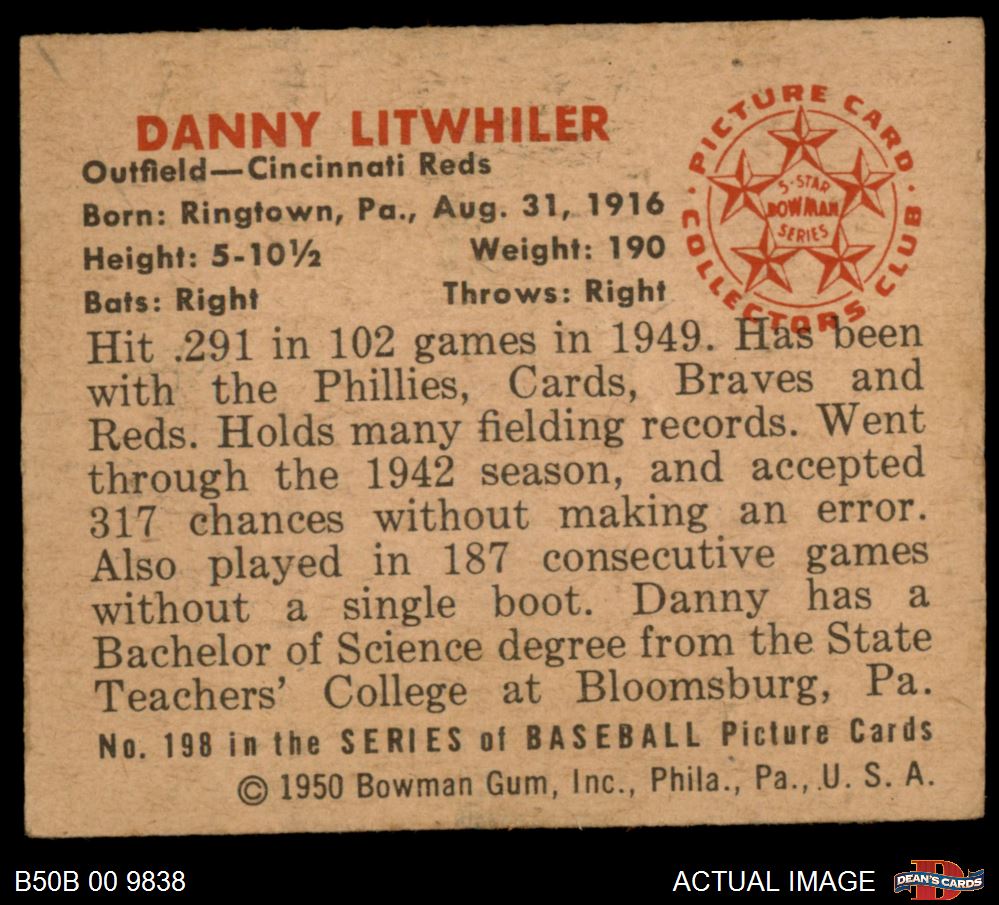 DANNY LITWHILER
Outfield—Cincinnati Reds
Born: Ringtown, Pa., Aug. 31, 1916
Height: 5-10½ Weight: 190
Bats: Right Throws: Right
PICTURE CARD COLLECTORS CLUB
5-STAR
BOWMAN
SERIES
Hit .291 in 102 games in 1949. Has been
with the Phillies, Cards, Braves and
Reds. Holds many fielding records. Went
through the 1942 season, and accepted
317 chances without making an error.
Also played in 187 consecutive games
without a single boot. Danny has a
Bachelor of Science degree from the State
Teachers' College at Bloomsburg, Pa.
No. 198 in the SERIES of BASEBALL Picture Cards
© 1950 Bowman Gum, Inc., Phila., Pa., U. S. A.
B50B 00 9838
ACTUAL IMAGE
DEAN'S CARDS